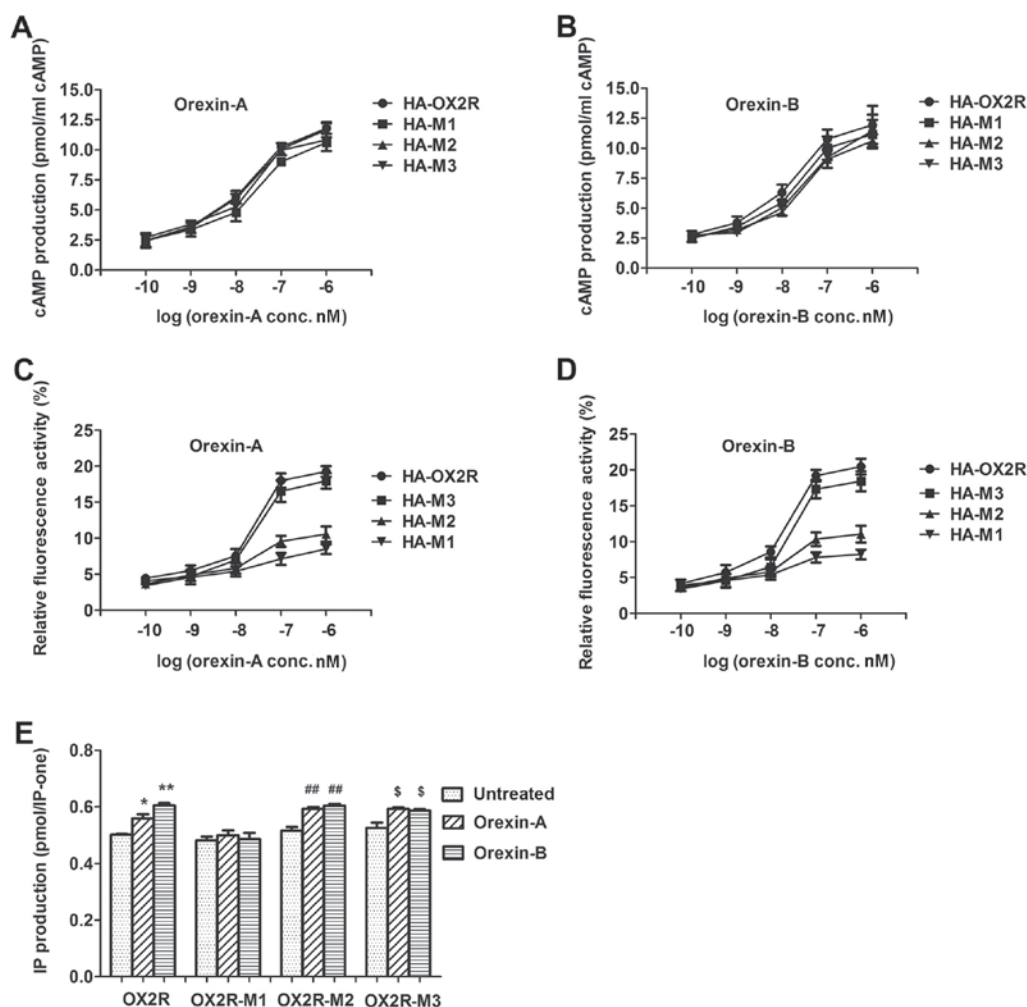 A
cAMP production (pmol/ml cAMP)
15.0
12.5
10.0
7.5
5.0
2.5
0.0
Orexin-A
HA-OX2R
HA-M1
HA-M2
HA-M3
-10 -9 -8 -7 -6
log (orexin-A conc. nM)
B
cAMP production (pmol/ml cAMP)
15.0
12.5
10.0
7.5
5.0
2.5
0.0
Orexin-B
HA-OX2R
HA-M1
HA-M2
HA-M3
-10 -9 -8 -7 -6
log (orexin-B conc. nM)
C
Relative fluorescence activity (%)
25
20
15
10
5
0
Orexin-A
HA-OX2R
HA-M3
HA-M2
HA-M1
-10 -9 -8 -7 -6
log (orexin-A conc. nM)
D
Relative fluorescence activity (%)
25
20
15
10
5
0
Orexin-B
HA-OX2R
HA-M3
HA-M2
HA-M1
-10 -9 -8 -7 -6
log (orexin-B conc. nM)
E
IP production (pmol/IP-one)
0.8
0.6
0.4
0.2
0.0
* ** ## ## $ $
Untreated
Orexin-A
Orexin-B
OX2R OX2R-M1 OX2R-M2 OX2R-M3